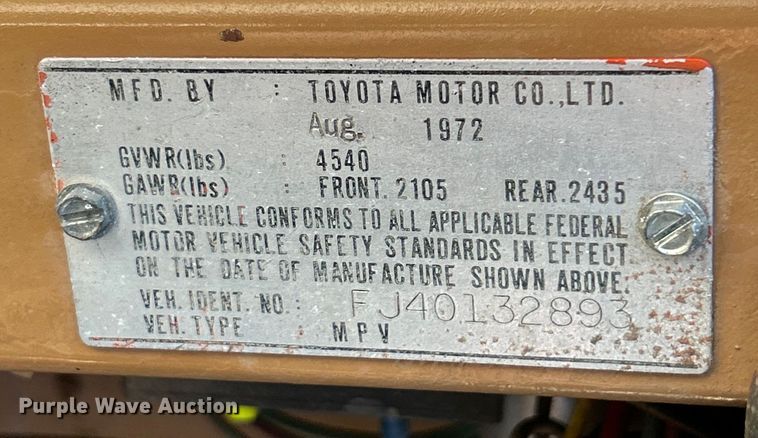 MFD. BY : TOYOTA MOTOR CO.,LTD.
Aug. 1972
GVWR(lbs) : 4540
GAWR(lbs) : FRONT. 2105 REAR. 2435
THIS VEHICLE CONFORMS TO ALL APPLICABLE FEDERAL
MOTOR VEHICLE SAFETY STANDARDS IN EFFECT
ON THE DATE OF MANUFACTURE SHOWN ABOVE.
VEH. IDENT. NO. : FJ40132893
VEH. TYPE : MPV
Purple Wave Auction